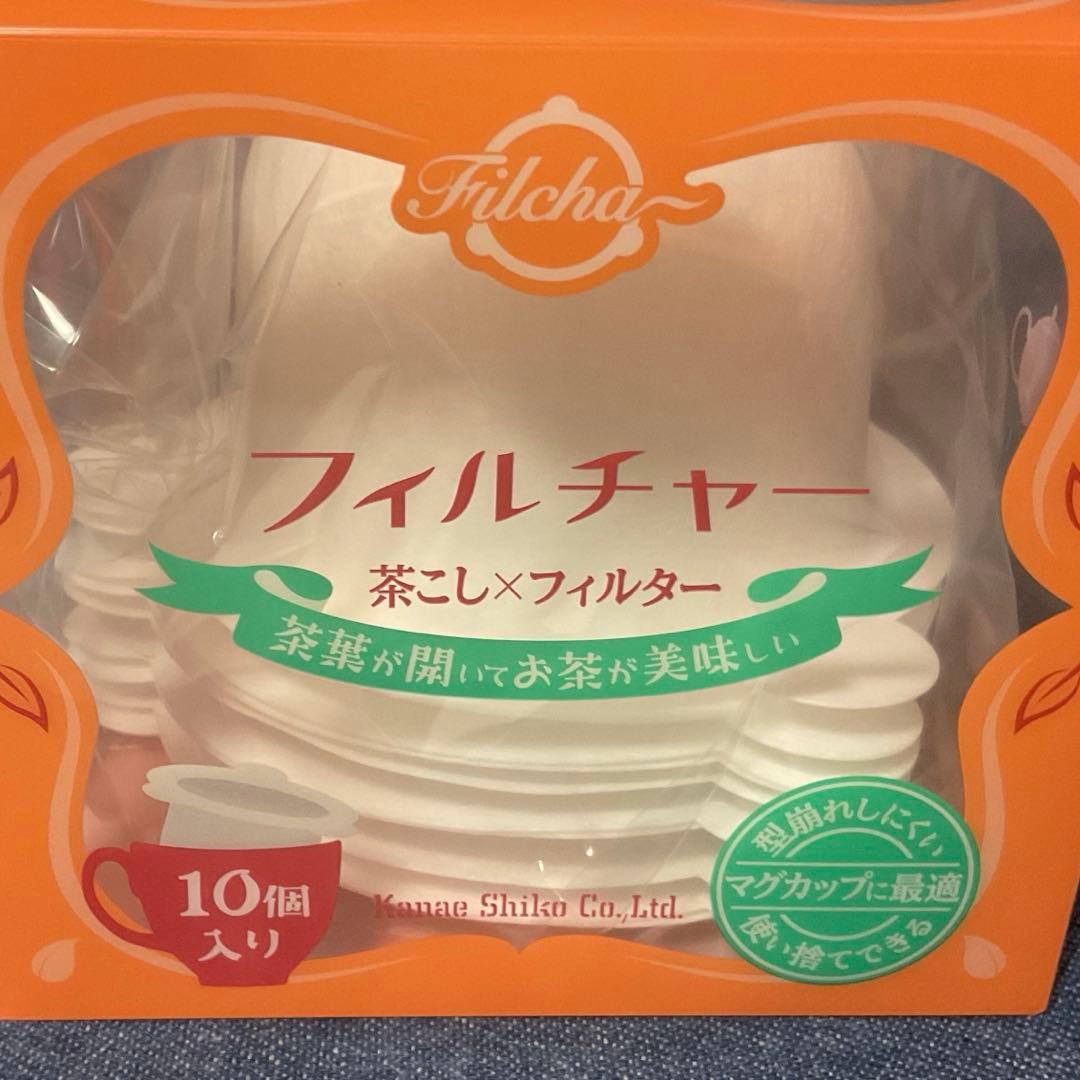 Filcha
フィルチャー
茶こし×フィルター
茶葉が開いてお茶が美味しい
型崩れしにくい
マグカップに最適
使い捨てできる
10個
入り
Kanae Shiko Co.,Ltd.